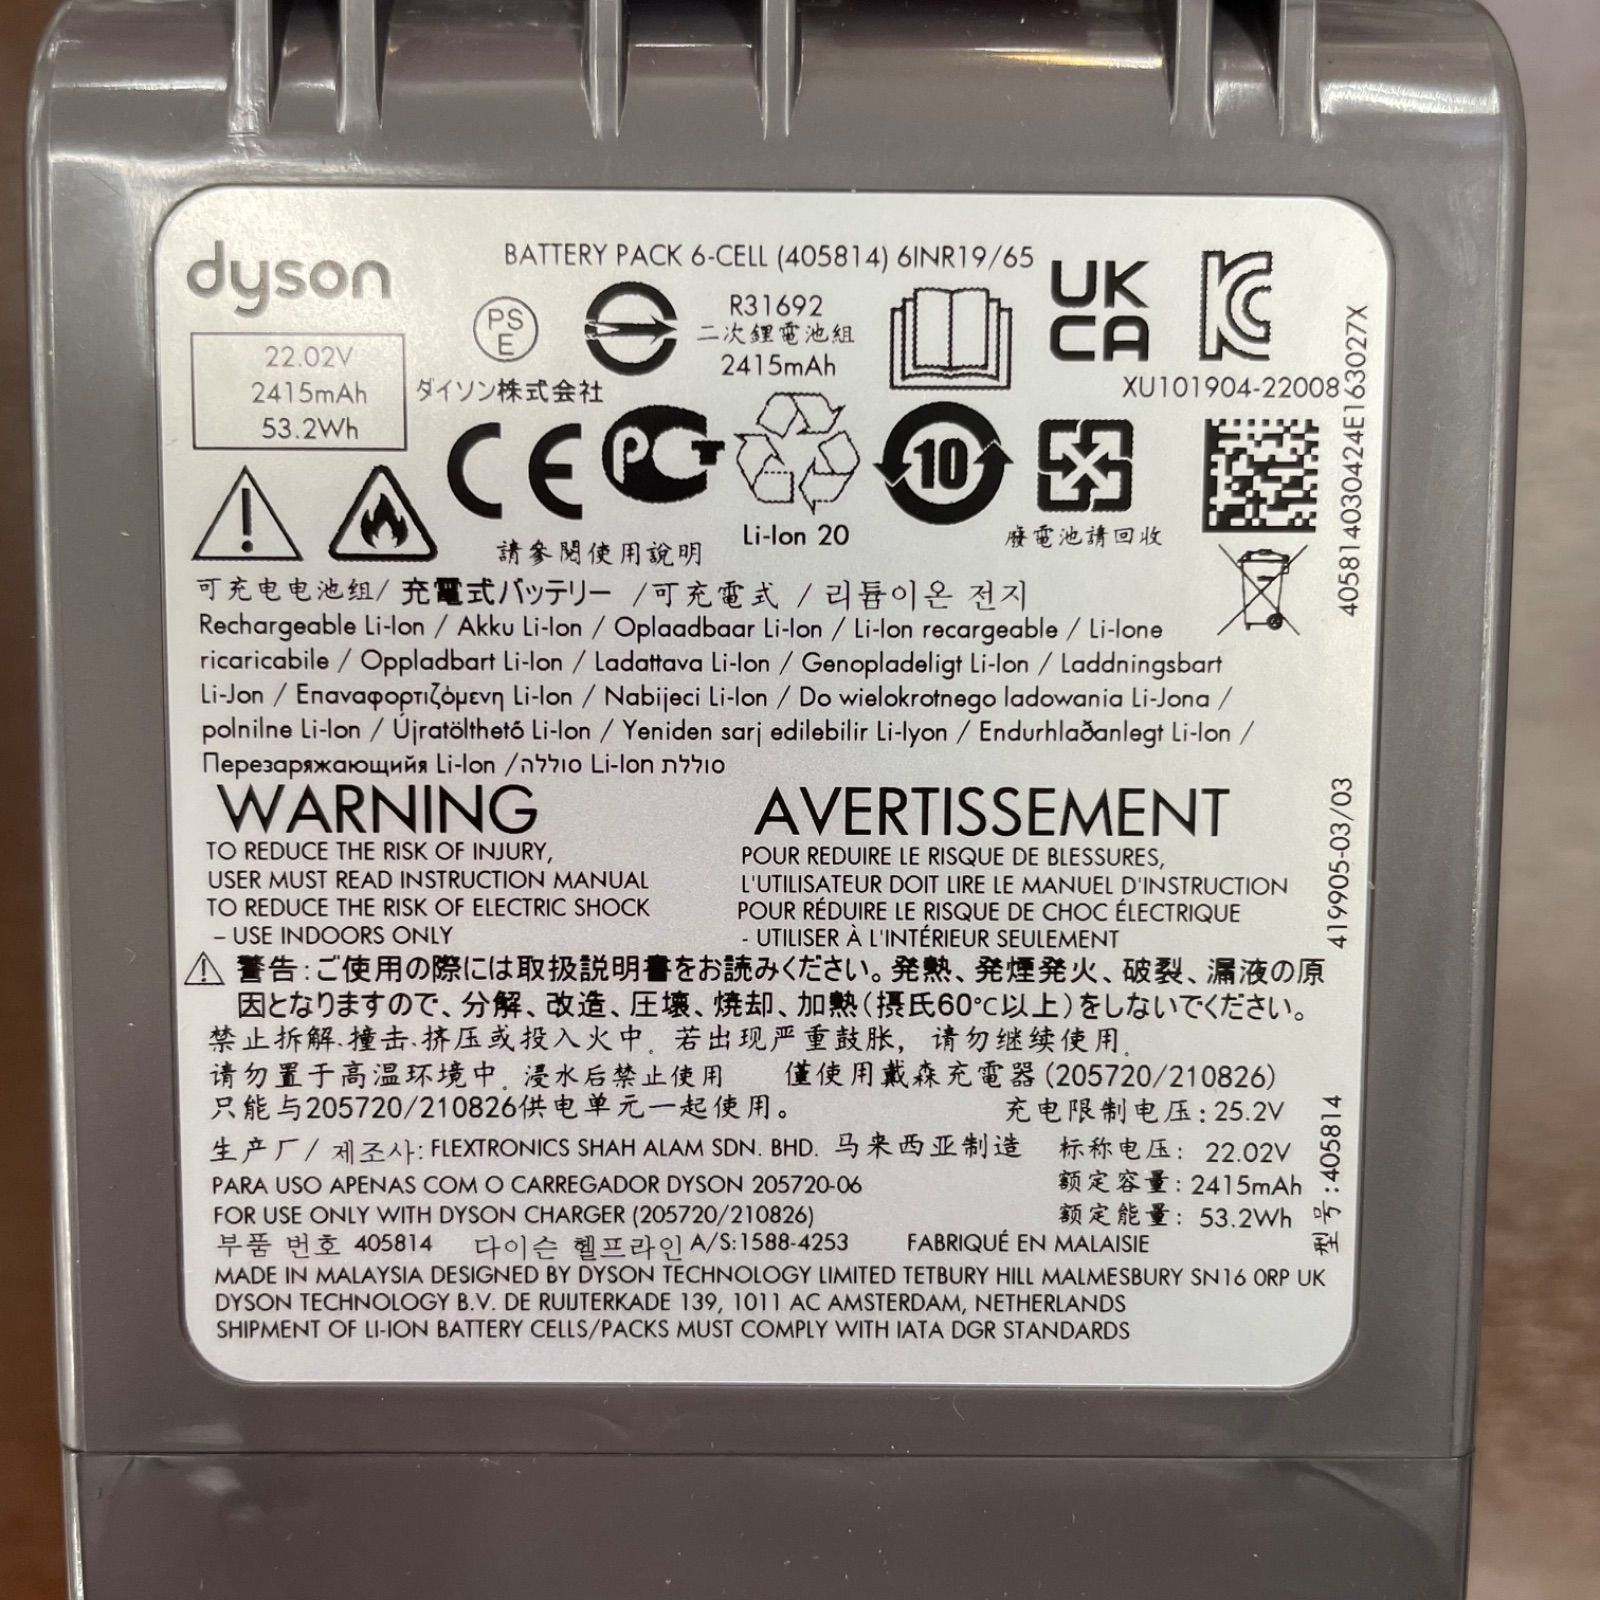 dyson
BATTERY PACK 6-CELL (405814) 6INR19/65
22.02V
2415mAh
53.2Wh
PS
E
ダイソン株式会社
R31692
二次鋰電池組
2415mAh
UK
CA
XU101904-22008
CE
Li-Ion 20
10
請參閱使用說明
廢電池請回收
可充电电池组/ 充電式バッテリー /可充電式 / 리튬이온 전지
Rechargeable Li-Ion / Akku Li-Ion / Oplaadbaar Li-Ion / Li-Ion recargeable / Li-Ione
ricaricabile / Oppladbart Li-Ion / Ladattava Li-Ion / Genopladeligt Li-Ion / Laddningsbart
Li-Jon / Επαναφορτιζόμενη Li-Ion / Nabijeci Li-Ion / Do wielokrotnego ladowania Li-Jona /
polnilne Li-Ion / Újratölthető Li-Ion / Yeniden sarj edilebilir Li-Iyon / Endurhlaðanlegt Li-Ion /
Перезаряжающийя Li-Ion /סוללה Li-Ion סוללת
WARNING
TO REDUCE THE RISK OF INJURY,
USER MUST READ INSTRUCTION MANUAL
TO REDUCE THE RISK OF ELECTRIC SHOCK
– USE INDOORS ONLY
AVERTISSEMENT
POUR REDUIRE LE RISQUE DE BLESSURES,
L'UTILISATEUR DOIT LIRE LE MANUEL D'INSTRUCTION
POUR RÉDUIRE LE RISQUE DE CHOC ÉLECTRIQUE
- UTILISER À L'INTÉRIEUR SEULEMENT
警告:ご使用の際には取扱説明書をお読みください。発熱、発煙発火、破裂、漏液の原
因となりますので、分解、改造、圧壊、焼却、加熱(摂氏60℃以上)をしないでください。
禁止拆解、撞击、挤压或投入火中. 若出现严重鼓胀, 请勿继续使用.
请勿置于高温环境中. 浸水后禁止使用 僅使用戴森充電器(205720/210826)
只能与205720/210826供电单元一起使用。 充电限制电压:25.2V
生产厂/ 제조사: FLEXTRONICS SHAH ALAM SDN. BHD. 马来西亚制造 标称电压: 22.02V
PARA USO APENAS COM O CARREGADOR DYSON 205720-06 额定容量: 2415mAh
FOR USE ONLY WITH DYSON CHARGER (205720/210826) 额定能量: 53.2Wh
부품 번호 405814 다이슨 헬프라인 A/S:1588-4253 FABRIQUÉ EN MALAISIE
MADE IN MALAYSIA DESIGNED BY DYSON TECHNOLOGY LIMITED TETBURY HILL MALMESBURY SN16 0RP UK
DYSON TECHNOLOGY B.V. DE RUIJTERKADE 139, 1011 AC AMSTERDAM, NETHERLANDS
SHIPMENT OF LI-ION BATTERY CELLS/PACKS MUST COMPLY WITH IATA DGR STANDARDS
405814030424E163027X
419905-03/03
型号:405814